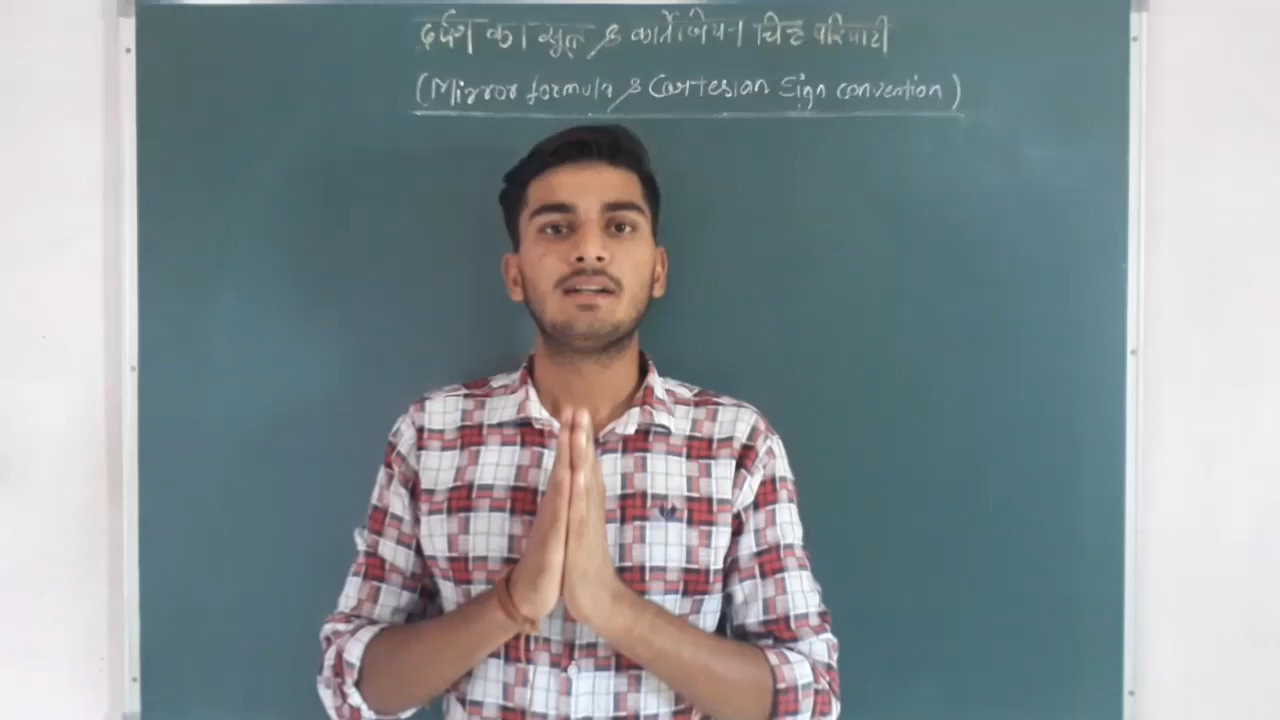 दर्पण का सूत्र & कार्तेजियन चिन्ह परिपाटी
(Mirror formula & Cartesian Sign convention)